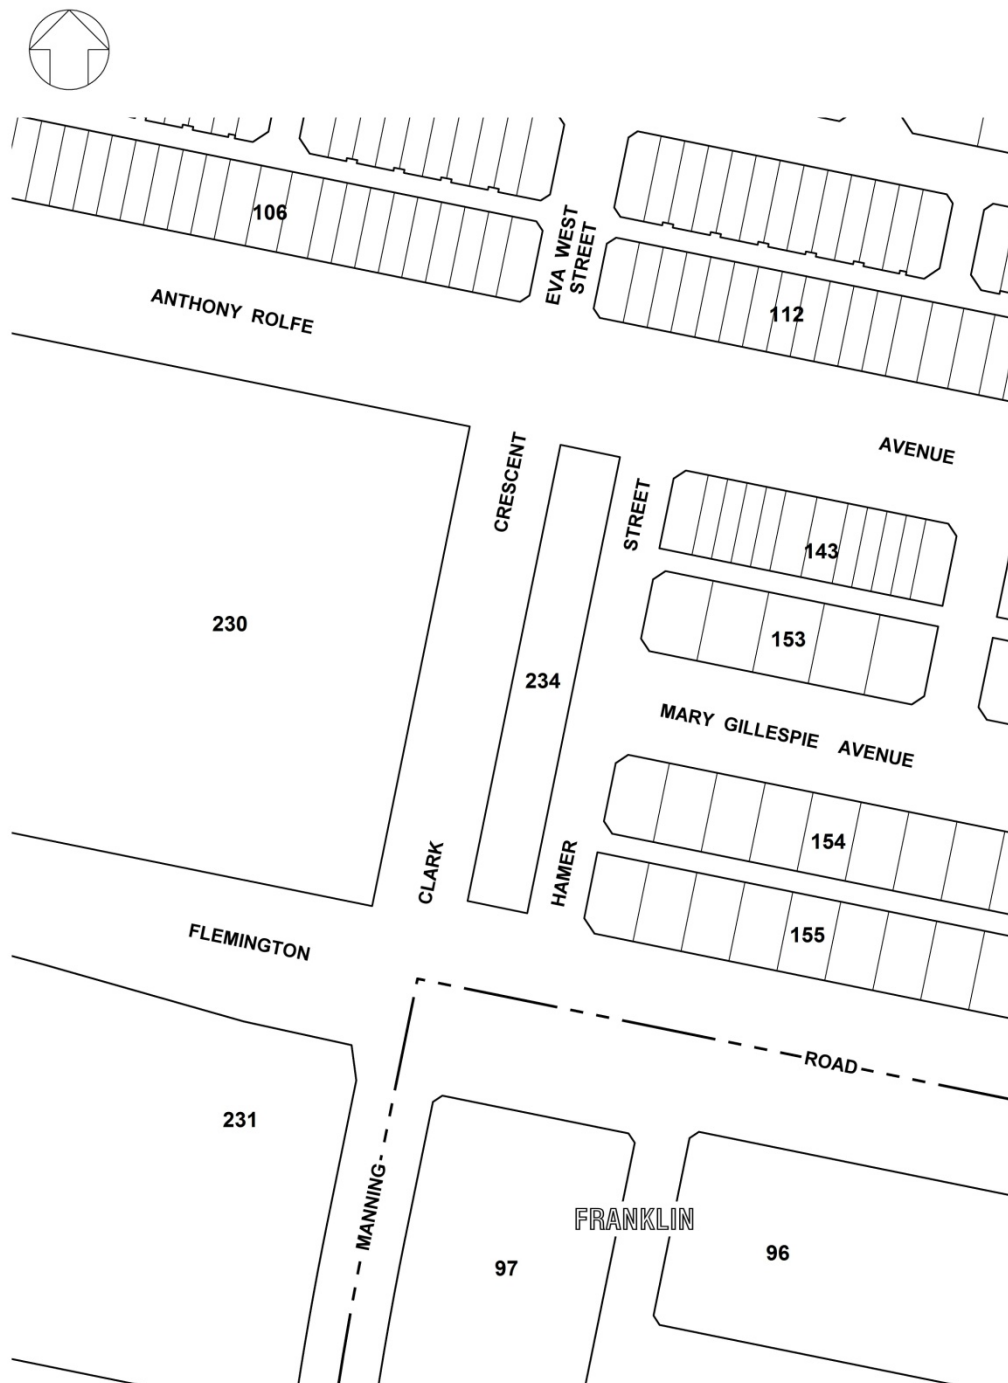 106
EVA WEST
STREET
ANTHONY ROLFE
112
AVENUE
CRESCENT
STREET
143
230
153
234
MARY GILLESPIE AVENUE
154
CLARK
HAMER
155
FLEMINGTON
ROAD
231
MANNING
FRANKLIN
97
96